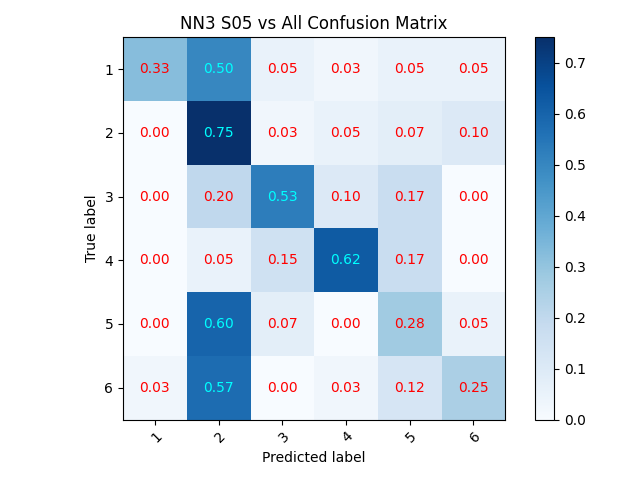 NN3 S05 vs All Confusion Matrix
1 0.33 0.50 0.05 0.03 0.05 0.05
2 0.00 0.75 0.03 0.05 0.07 0.10
3 0.00 0.20 0.53 0.10 0.17 0.00
4 0.00 0.05 0.15 0.62 0.17 0.00
5 0.00 0.60 0.07 0.00 0.28 0.05
6 0.03 0.57 0.00 0.03 0.12 0.25
1 2 3 4 5 6
Predicted label
True label
0.7
0.6
0.5
0.4
0.3
0.2
0.1
0.0